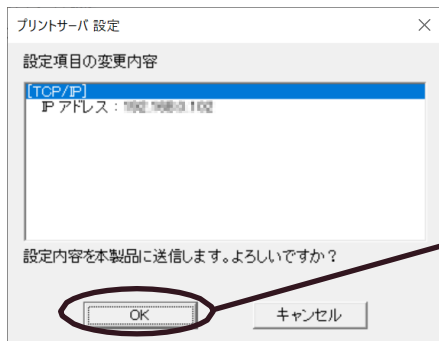 プリントサーバ 設定
設定項目の変更内容
[TCP/IP]
IP アドレス：
設定内容を本製品に送信します。よろしいですか？
OK
キャンセル